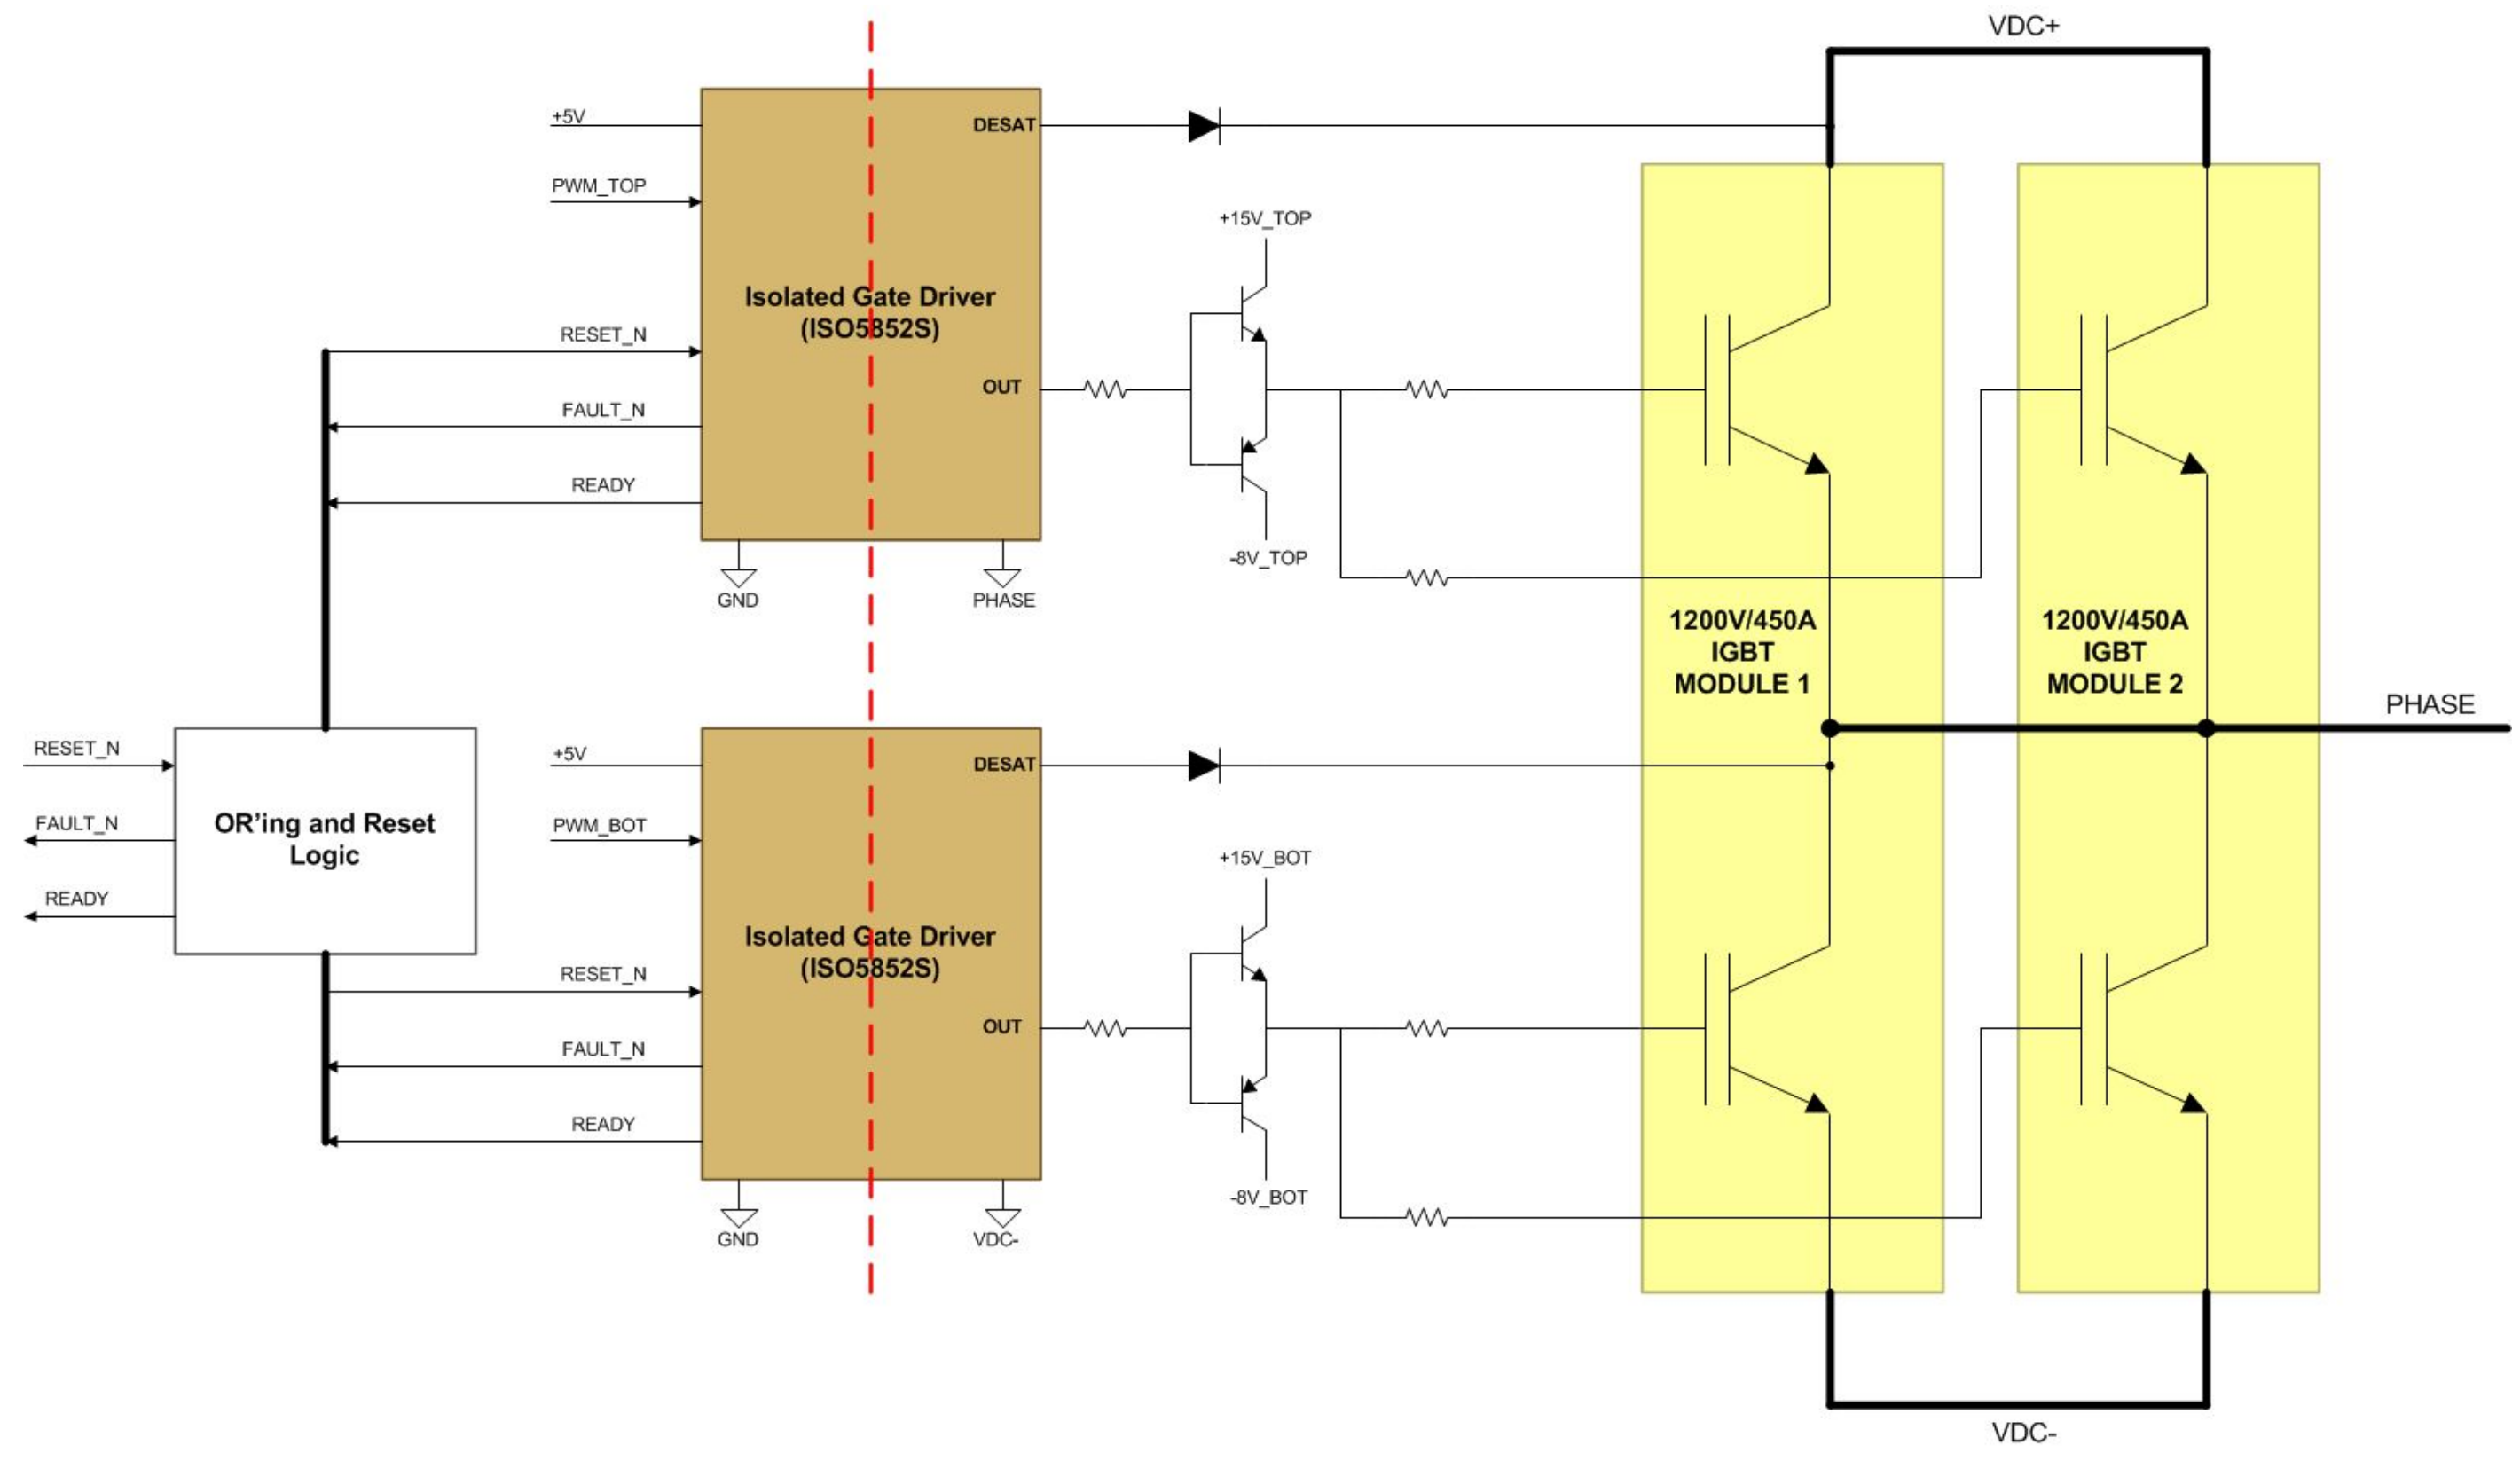 VDC+
+5V
DESAT
PWM_TOP
+15V_TOP
Isolated Gate Driver
(ISO5852S)
RESET_N
OUT
FAULT_N
READY
-8V_TOP
GND
PHASE
1200V/450A
IGBT
MODULE 1
1200V/450A
IGBT
MODULE 2
PHASE
RESET_N
FAULT_N
READY
OR’ing and Reset
Logic
+5V
DESAT
PWM_BOT
+15V_BOT
Isolated Gate Driver
(ISO5852S)
RESET_N
OUT
FAULT_N
READY
-8V_BOT
GND
VDC-
VDC-